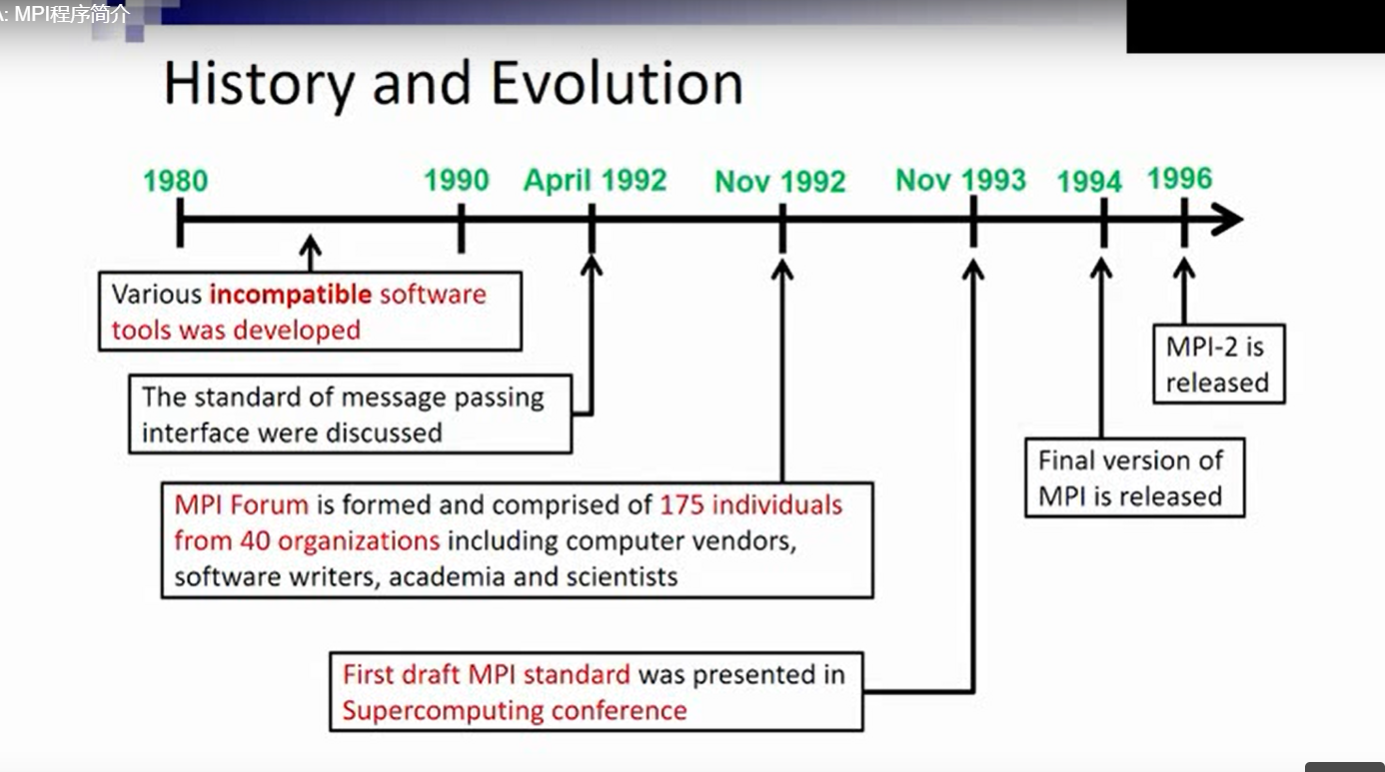 : MPI程序简介
History and Evolution
1980 1990 April 1992 Nov 1992 Nov 1993 1994 1996
Various incompatible software
tools was developed
The standard of message passing
interface were discussed
MPI Forum is formed and comprised of 175 individuals
from 40 organizations including computer vendors,
software writers, academia and scientists
First draft MPI standard was presented in
Supercomputing conference
Final version of
MPI is released
MPI-2 is
released